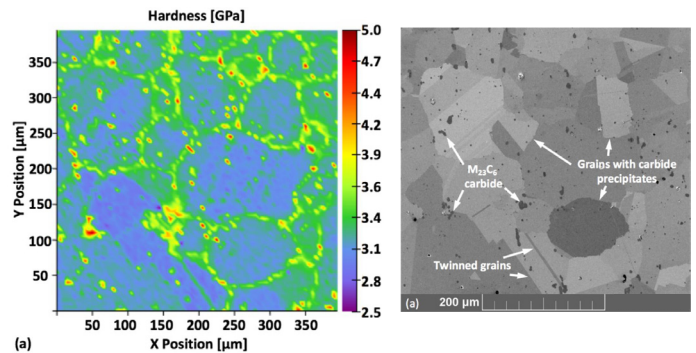 Hardness [GPa]
350
300
250
200
150
100
50
Y Position [µm]
50
100
150
200
250
300
350
X Position [µm]
(a)
5.0
4.7
4.4
4.2
3.9
3.6
3.4
3.1
2.8
2.5
M₂₃C₆
carbide
Grains with carbide
precipitates
Twinned grains
(a)
200 µm